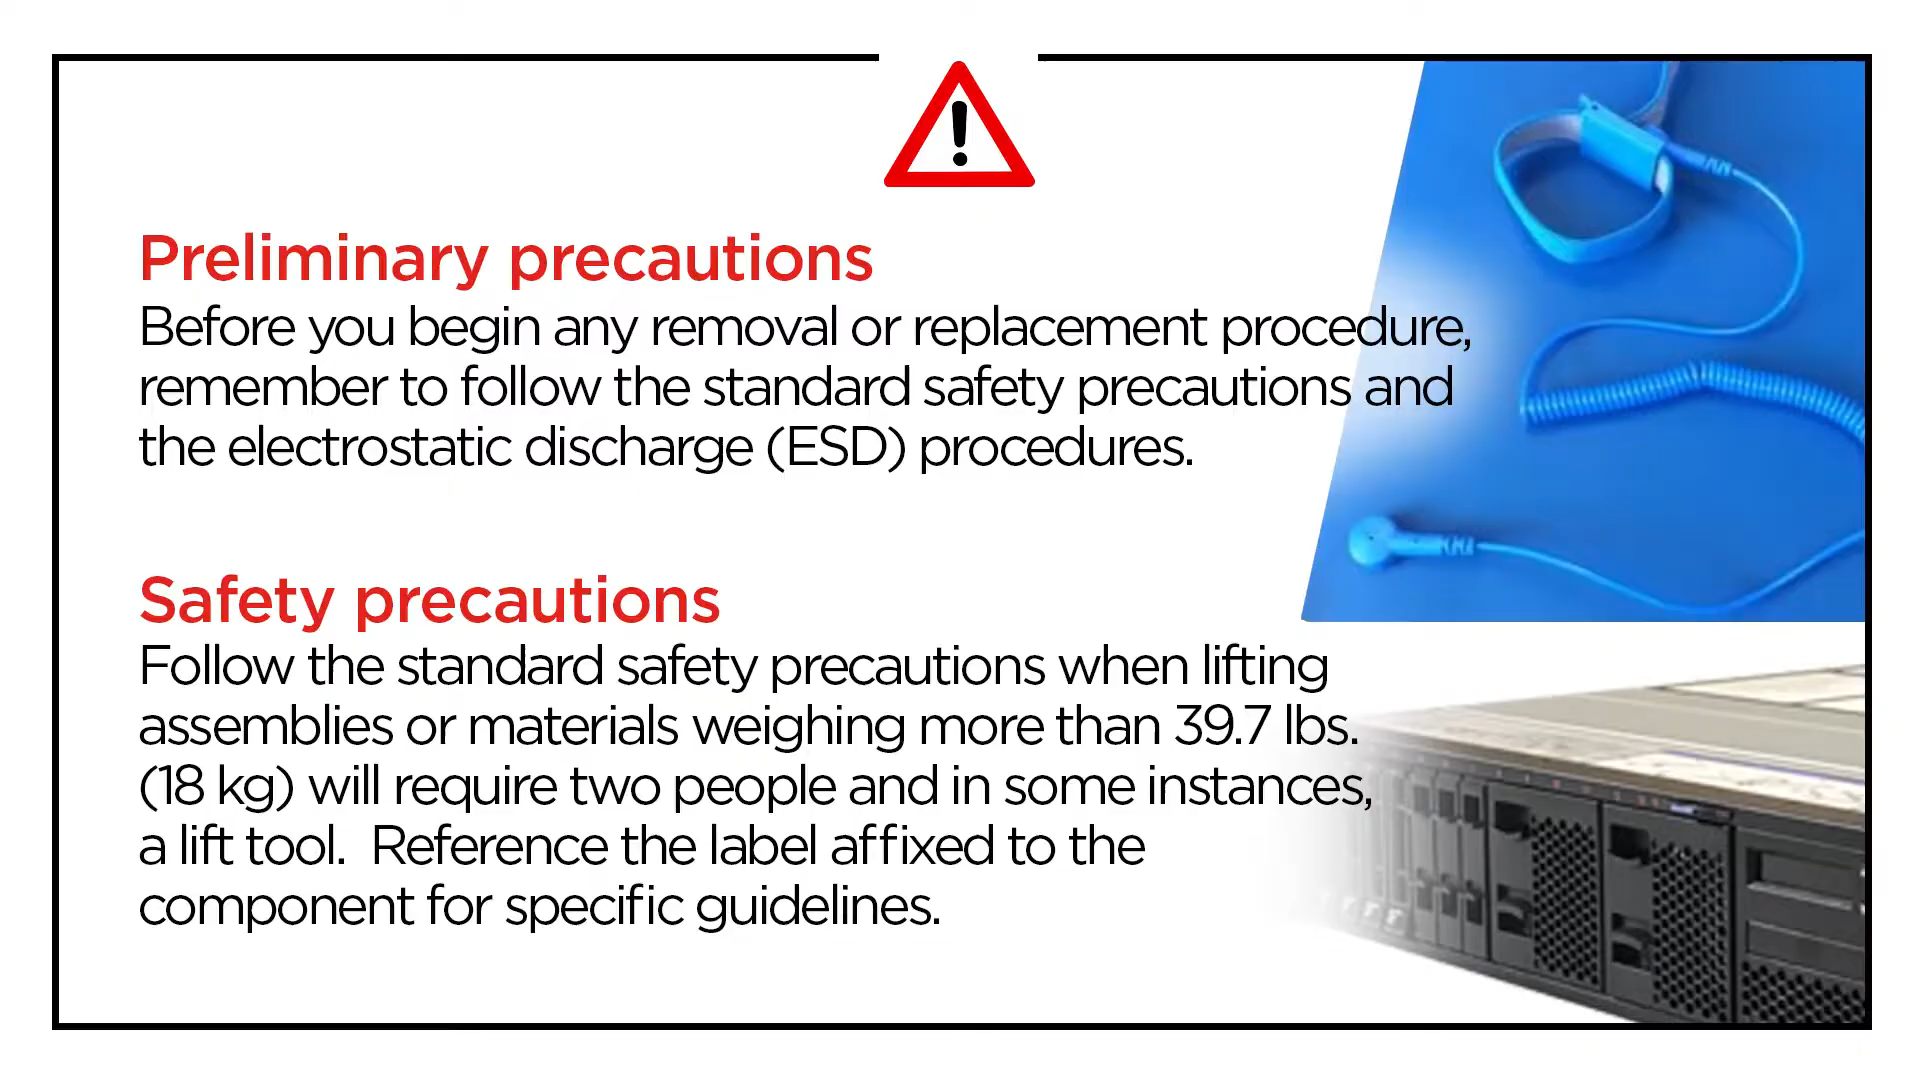 Preliminary precautions
Before you begin any removal or replacement procedure,
remember to follow the standard safety precautions and
the electrostatic discharge (ESD) procedures.
Safety precautions
Follow the standard safety precautions when lifting
assemblies or materials weighing more than 39.7 lbs.
(18 kg) will require two people and in some instances,
a lift tool.  Reference the label affixed to the
component for specific guidelines.